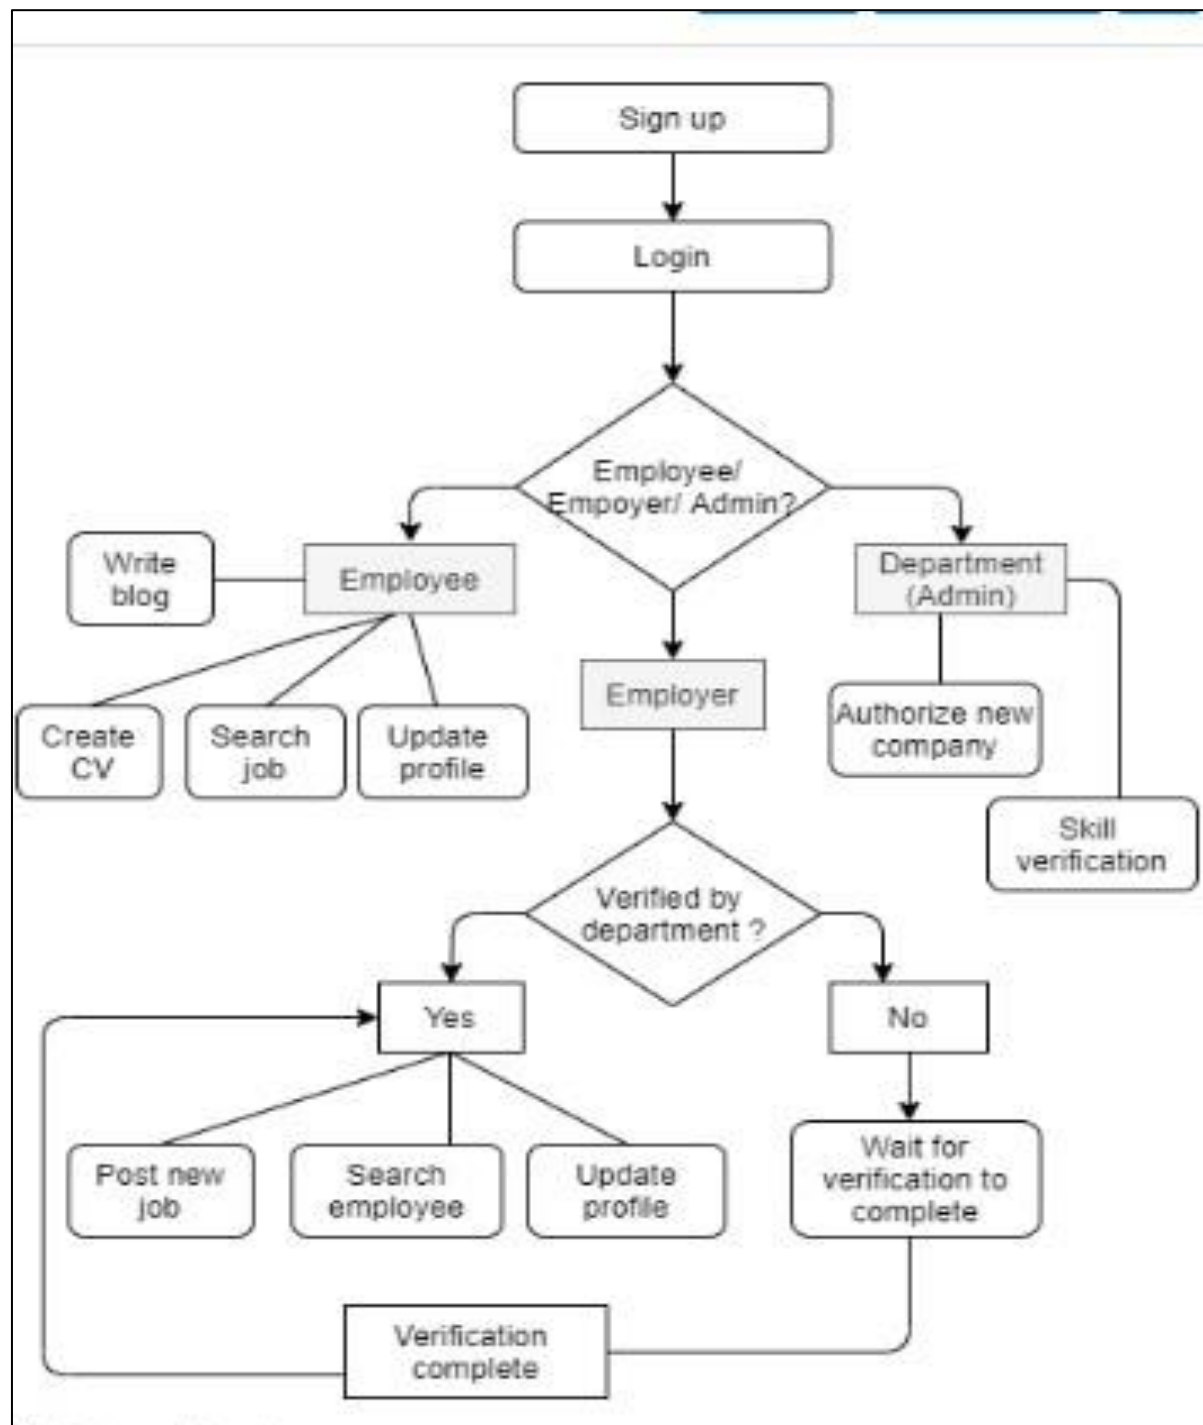 Sign up
Login
Employee/
Empoyer/ Admin?
Write
blog
Employee
Department
(Admin)
Employer
Create
CV
Search
job
Update
profile
Authorize new
company
Skill
verification
Verified by
department ?
Yes
No
Post new
job
Search
employee
Update
profile
Wait for
verification to
complete
Verification
complete